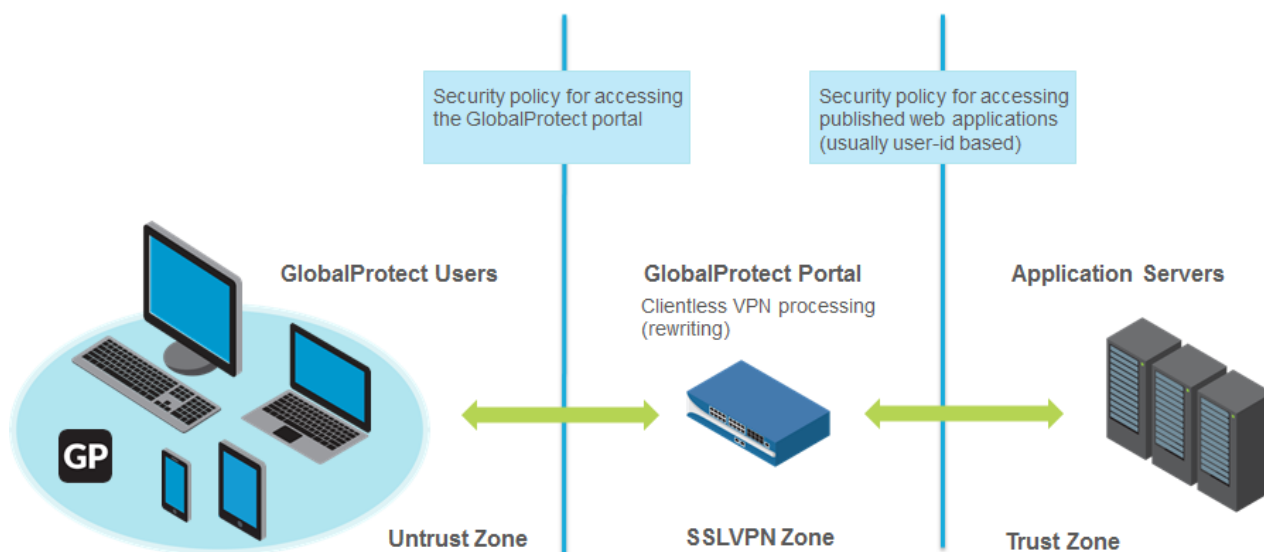 Security policy for accessing
the GlobalProtect portal
Security policy for accessing
published web applications
(usually user-id based)
GlobalProtect Users
GlobalProtect Portal
Clientless VPN processing
(rewriting)
Application Servers
GP
Untrust Zone
SSLVPN Zone
Trust Zone